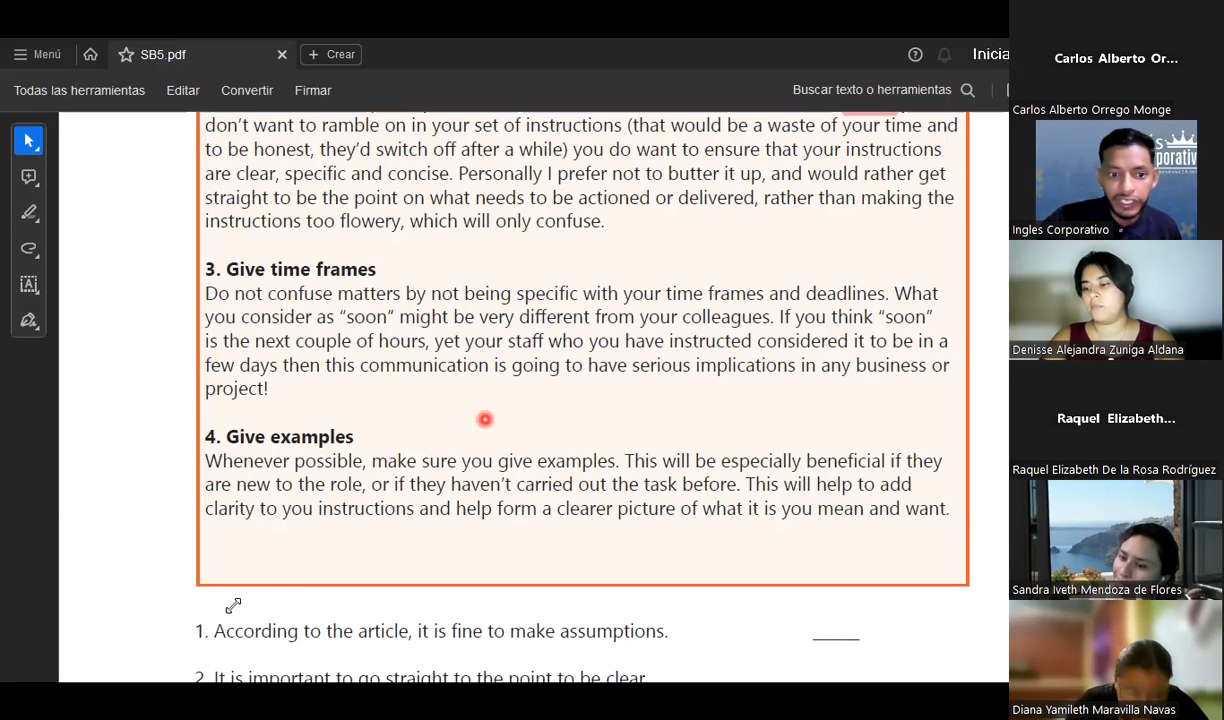 Menú
SB5.pdf
Crear
Inicia
Todas las herramientas
Editar
Convertir
Firmar
Buscar texto o herramientas
don’t want to ramble on in your set of instructions (that would be a waste of your time and
to be honest, they’d switch off after a while) you do want to ensure that your instructions
are clear, specific and concise. Personally I prefer not to butter it up, and would rather get
straight to be the point on what needs to be actioned or delivered, rather than making the
instructions too flowery, which will only confuse.
3. Give time frames
Do not confuse matters by not being specific with your time frames and deadlines. What
you consider as “soon” might be very different from your colleagues. If you think “soon”
is the next couple of hours, yet your staff who you have instructed considered it to be in a
few days then this communication is going to have serious implications in any business or
project!
4. Give examples
Whenever possible, make sure you give examples. This will be especially beneficial if they
are new to the role, or if they haven’t carried out the task before. This will help to add
clarity to you instructions and help form a clearer picture of what it is you mean and want.
1. According to the article, it is fine to make assumptions. _____
2. It is important to go straight to the point to be clear.
Carlos Alberto Or...
Carlos Alberto Orrego Monge
Ingles Corporativo
Denisse Alejandra Zuniga Aldana
Raquel Elizabeth...
Raquel Elizabeth De la Rosa Rodríguez
Sandra Iveth Mendoza de Flores
Diana Yamileth Maravilla Navas